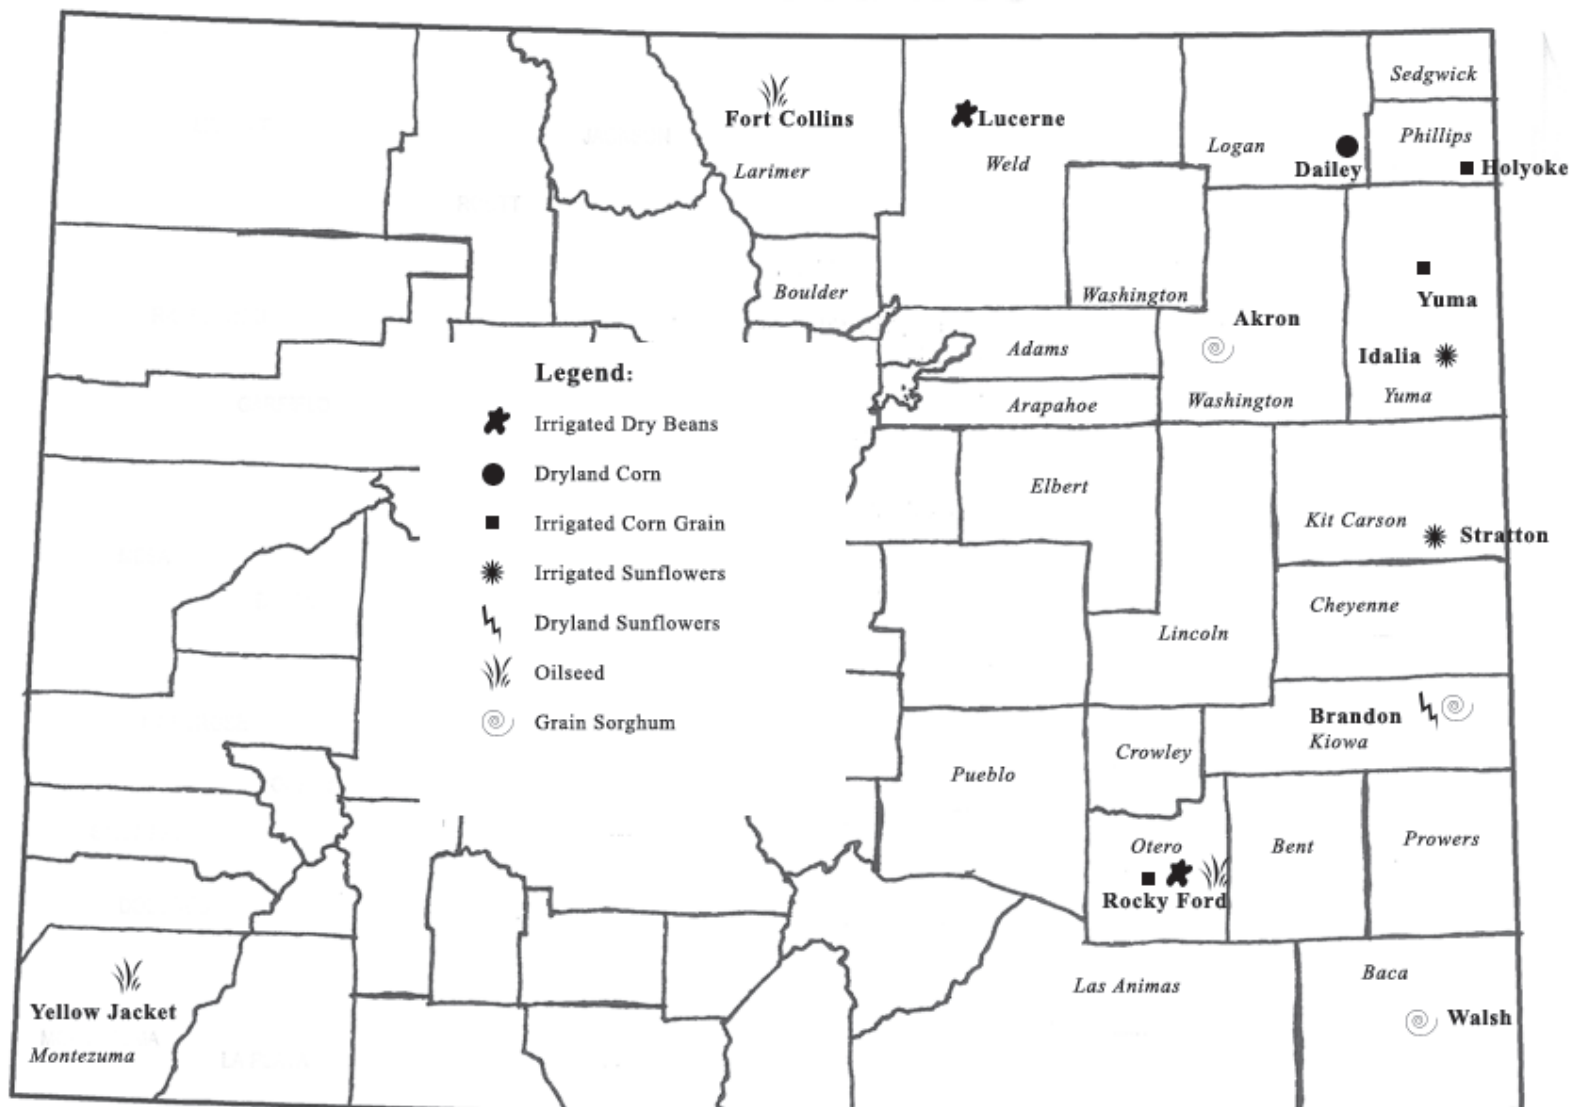 Sedgwick
Fort Collins
Lucerne
Phillips
Logan
Larimer
Weld
Dailey
Holyoke
Boulder
Washington
Yuma
Akron
Adams
Idalia
Arapahoe
Washington
Yuma
Legend:
Irrigated Dry Beans
Dryland Corn
Irrigated Corn Grain
Irrigated Sunflowers
Dryland Sunflowers
Oilseed
Grain Sorghum
Elbert
Kit Carson
Stratton
Cheyenne
Lincoln
Brandon
Kiowa
Crowley
Pueblo
Otero
Bent
Prowers
Rocky Ford
Yellow Jacket
Montezuma
Las Animas
Baca
Walsh